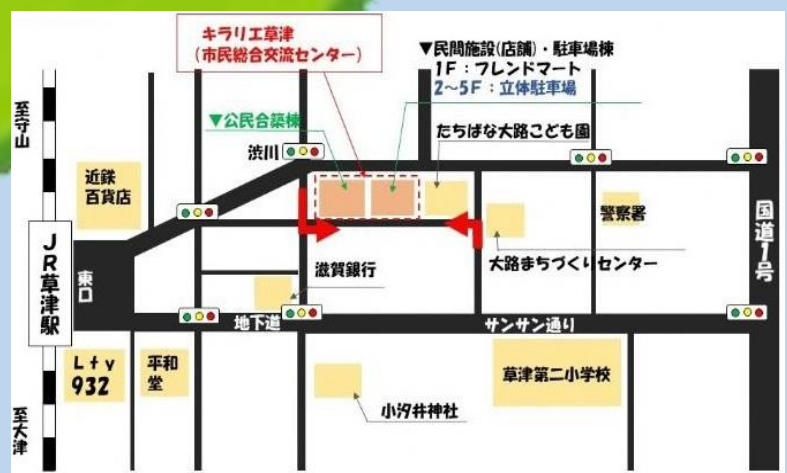 キラリエ草津
(市民総合交流センター)
▼民間施設(店舗)・駐車場棟
1F：フレンドマート
2~5F：立体駐車場
至守山
▼公民合築棟
たちばな大路こども園
渋川
近鉄
百貨店
警察署
国道1号
JR草津駅
東口
滋賀銀行
大路まちづくりセンター
地下道
サンサン通り
Lty
932
平和
堂
草津第二小学校
小汐井神社
至大津